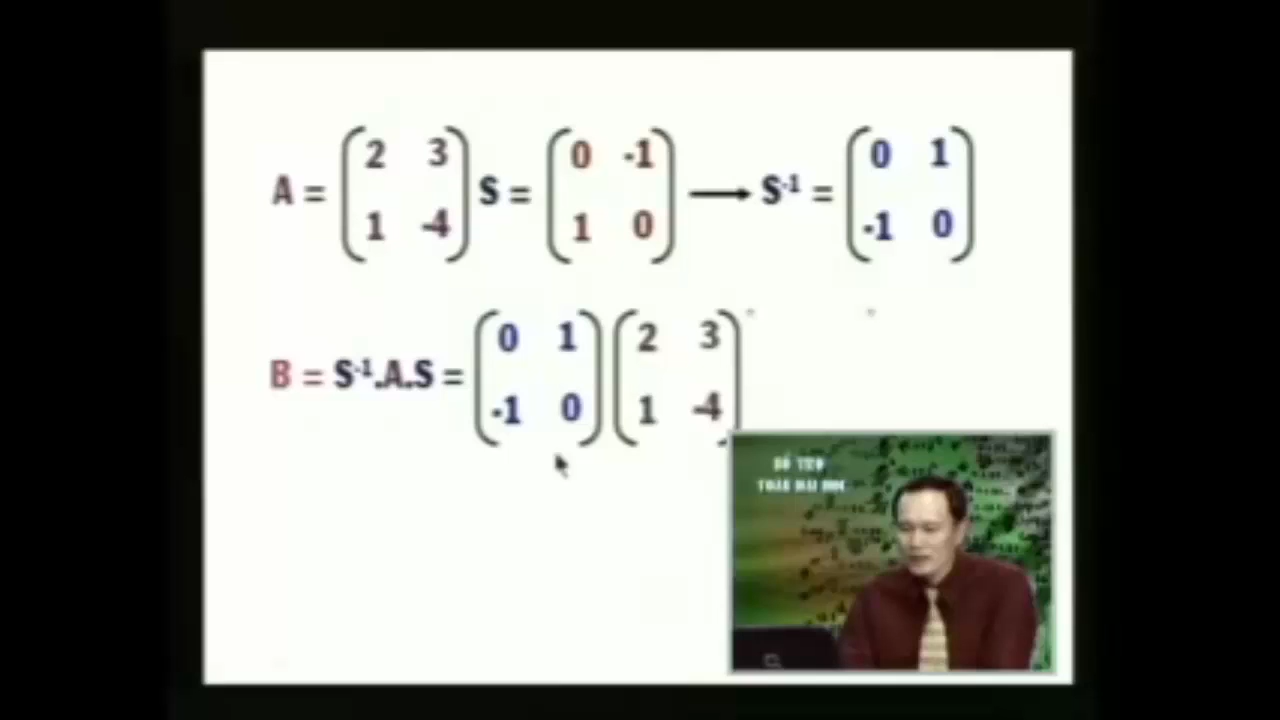 A = ( 2 3 ; 1 -4 ) S = ( 0 -1 ; 1 0 ) → S⁻¹ = ( 0 1 ; -1 0 )
B = S⁻¹.A.S = ( 0 1 ; -1 0 ) ( 2 3 ; 1 -4 )